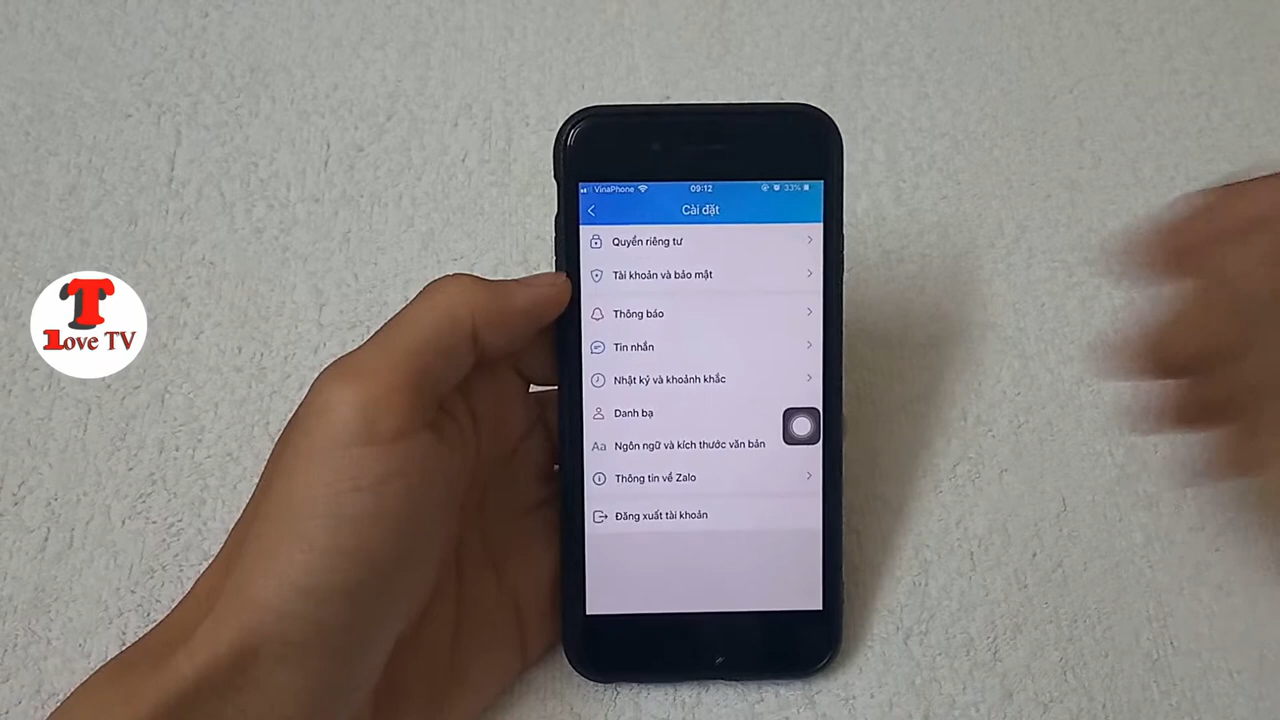 VinaPhone 09:12 33%
Cài đặt
Quyền riêng tư
Tài khoản và bảo mật
Thông báo
Tin nhắn
Nhật ký và khoảnh khắc
Danh bạ
Aa Ngôn ngữ và kích thước văn bản
Thông tin về Zalo
Đăng xuất tài khoản
T
1Love TV